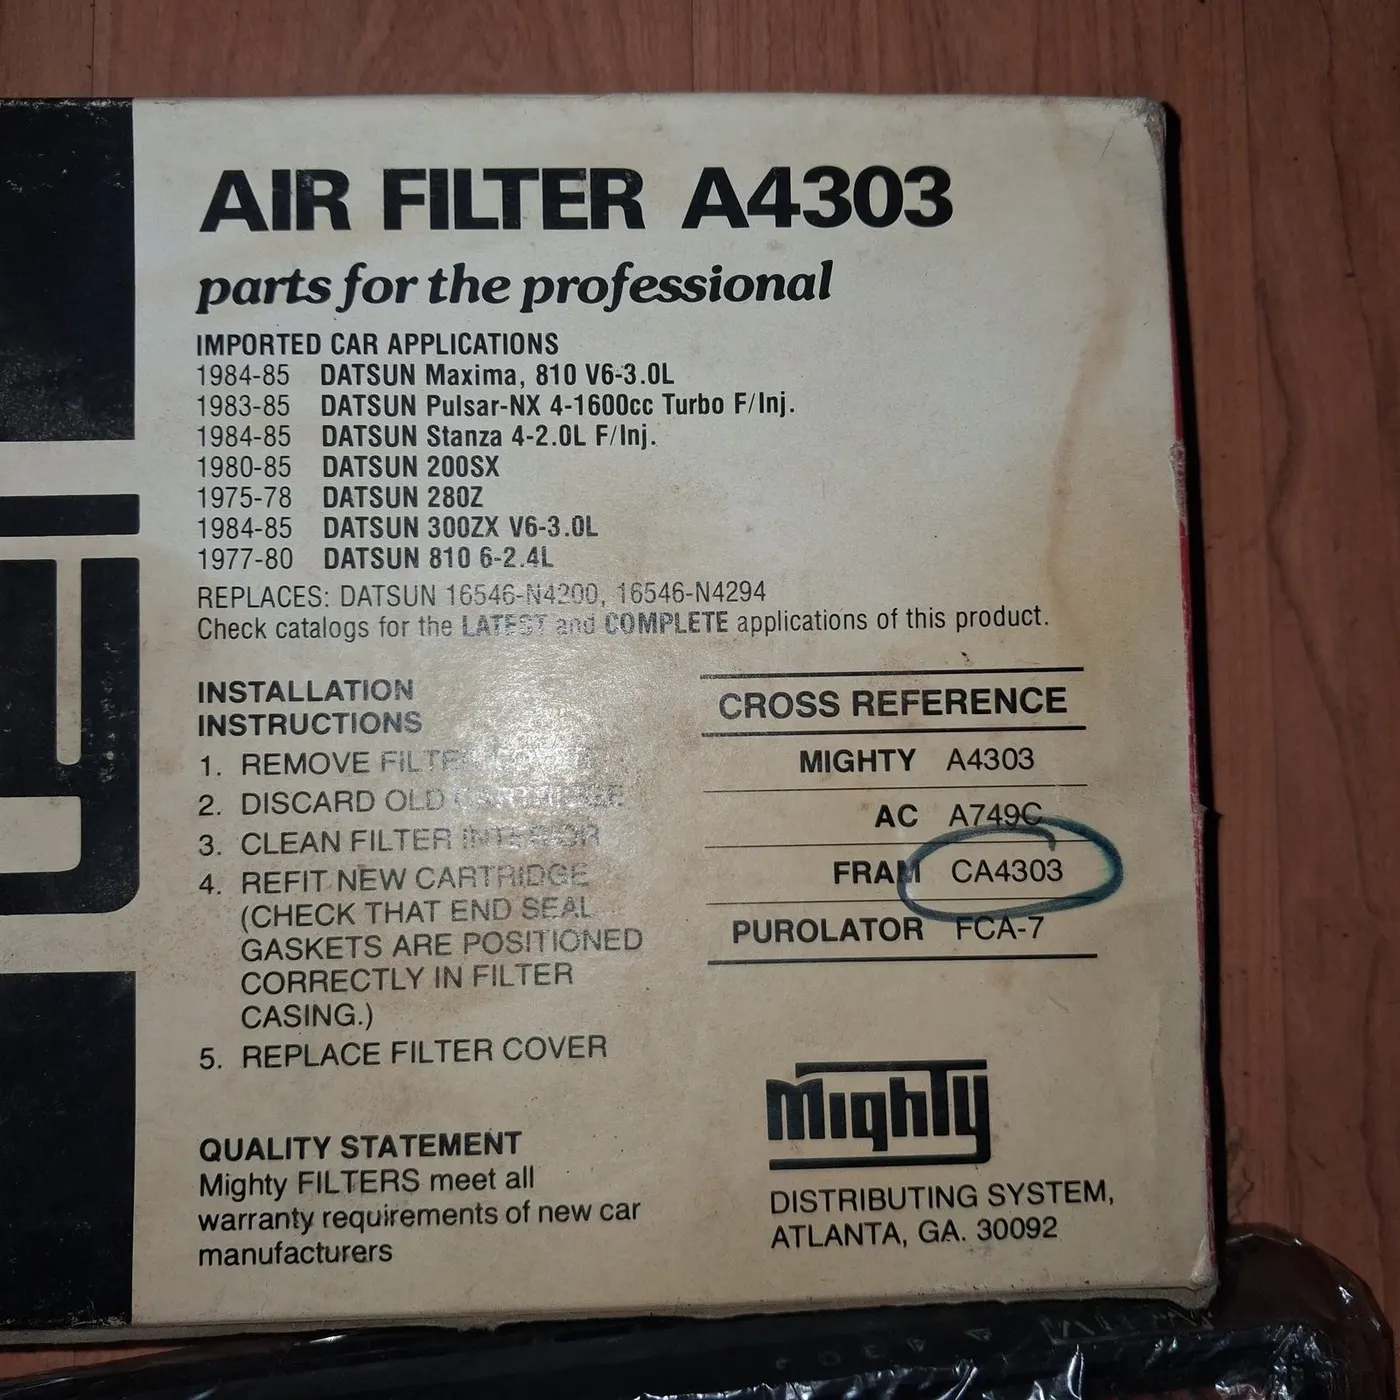 AIR FILTER A4303
parts for the professional
IMPORTED CAR APPLICATIONS
1984-85 DATSUN Maxima, 810 V6-3.0L
1983-85 DATSUN Pulsar-NX 4-1600cc Turbo F/Inj.
1984-85 DATSUN Stanza 4-2.0L F/Inj.
1980-85 DATSUN 200SX
1975-78 DATSUN 280Z
1984-85 DATSUN 300ZX V6-3.0L
1977-80 DATSUN 810 6-2.4L
REPLACES: DATSUN 16546-N4200, 16546-N4294
Check catalogs for the LATEST and COMPLETE applications of this product.
INSTALLATION
INSTRUCTIONS
1. REMOVE FILTER
2. DISCARD OLD CARTRIDGE
3. CLEAN FILTER INTERIOR
4. REFIT NEW CARTRIDGE
(CHECK THAT END SEAL
GASKETS ARE POSITIONED
CORRECTLY IN FILTER
CASING.)
5. REPLACE FILTER COVER
CROSS REFERENCE
MIGHTY A4303
AC A749C
FRAM CA4303
PUROLATOR FCA-7
QUALITY STATEMENT
Mighty FILTERS meet all
warranty requirements of new car
manufacturers
Mighty
DISTRIBUTING SYSTEM,
ATLANTA, GA. 30092